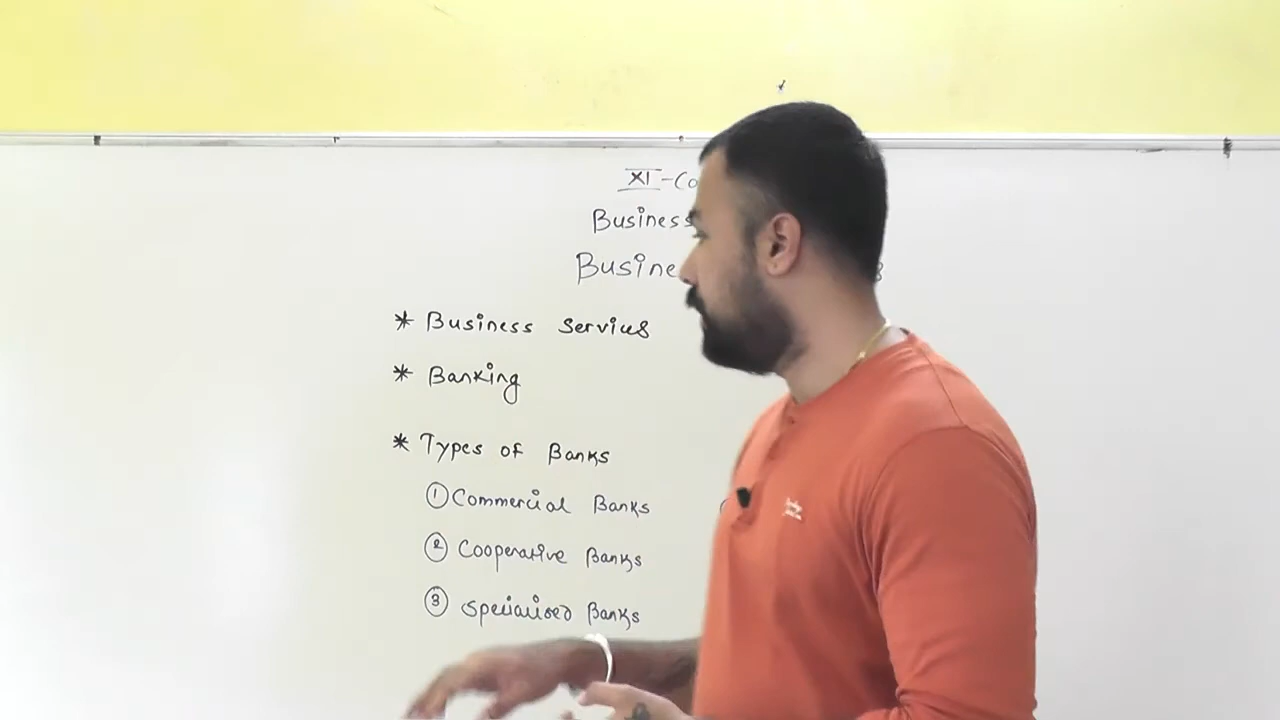 XI-Co
Business
Busine
* Business Services
* Banking
* Types of Banks
① Commercial Banks
② Cooperative Banks
③ Specialised Banks